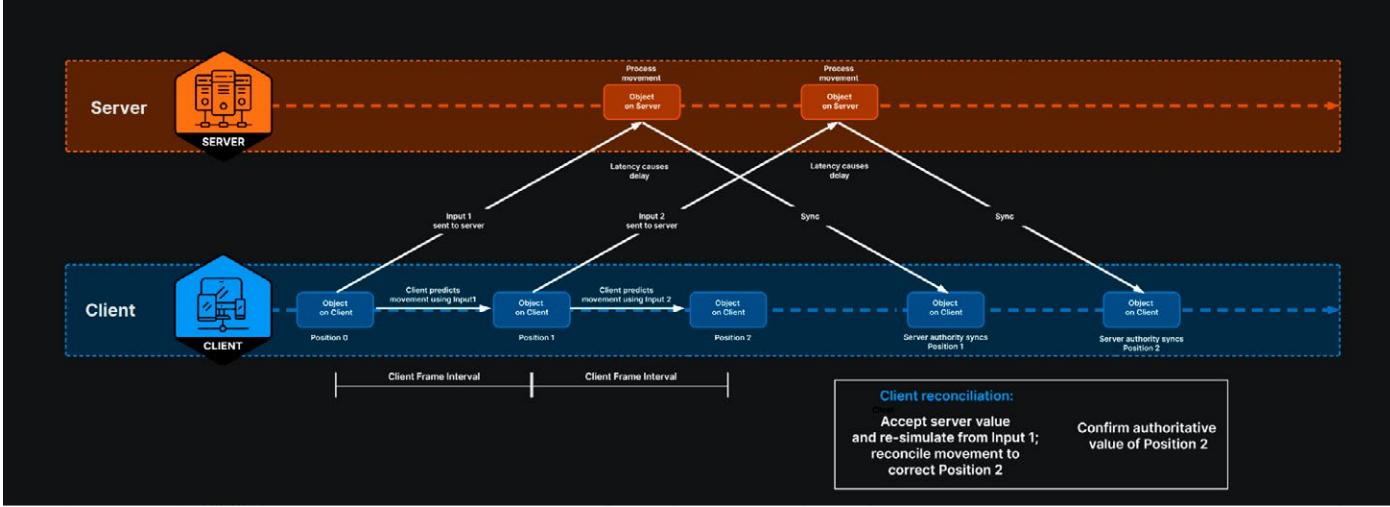 Process
movement
Process
movement
Server
Object
on Server
Object
on Server
SERVER
Latency causes
delay
Latency causes
delay
Input 1
sent to server
Input 2
sent to server
Sync
Sync
Client
Client predicts
movement using Input1
Client predicts
movement using Input 2
Object
on Client
Object
on Client
Object
on Client
Object
on Client
Object
on Client
CLIENT
Position 0
Position 1
Position 2
Server authority syncs
Position 1
Server authority syncs
Position 2
Client Frame Interval
Client Frame Interval
Client reconciliation:
Client
Accept server value
and re-simulate from Input 1;
reconcile movement to
correct Position 2
Confirm authoritative
value of Position 2